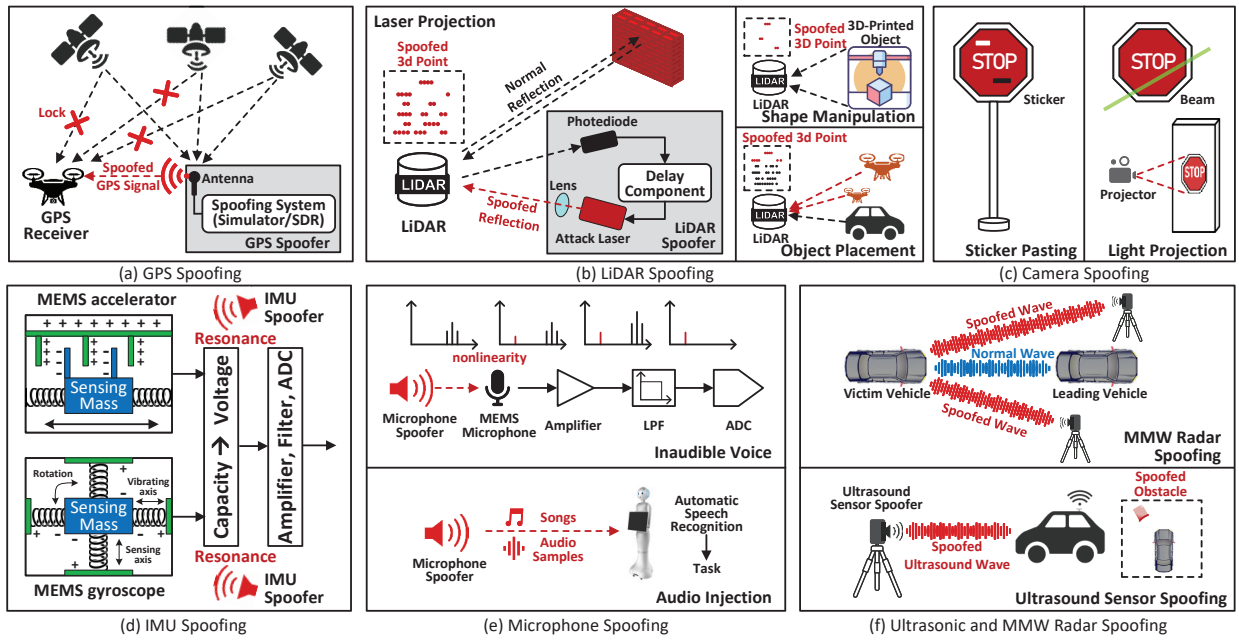 Lock
Spoofed
GPS Signal
GPS
Receiver
Antenna
Spoofing System
(Simulator/SDR)
GPS Spoofer
(a) GPS Spoofing
Laser Projection
Spoofed
3d Point
Normal
Reflection
LIDAR
LiDAR
Photediode
Delay
Component
Lens
Spoofed
Reflection
Attack Laser
LiDAR
Spoofer
Spoofed
3D Point
3D-Printed
Object
LIDAR
LiDAR
Shape Manipulation
Spoofed 3d Point
LIDAR
LiDAR
Object Placement
(b) LiDAR Spoofing
STOP
Sticker
Sticker Pasting
STOP
Beam
Projector
STOP
Light Projection
(c) Camera Spoofing
MEMS accelerator
+ + + + + + + +
+ + + + + + + + +
- - - - - -
Sensing
Mass
IMU
Spoofer
Resonance
Capacity → Voltage
Amplifier, Filter, ADC
Rotation
Vibrating
axis
+ - - +
Sensing
Mass
+ - - +
Sensing
axis
MEMS gyroscope
Resonance
IMU
Spoofer
(d) IMU Spoofing
nonlinearity
Microphone
Spoofer
MEMS
Microphone
Amplifier
LPF
ADC
Inaudible Voice
Songs
Audio
Samples
Microphone
Spoofer
Automatic
Speech
Recognition
Task
Audio Injection
(e) Microphone Spoofing
Spoofed Wave
Normal Wave
Victim Vehicle
Leading Vehicle
Spoofed Wave
MMW Radar
Spoofing
Ultrasound
Sensor Spoofer
Spoofed
Ultrasound Wave
Spoofed
Obstacle
Ultrasound Sensor Spoofing
(f) Ultrasonic and MMW Radar Spoofing